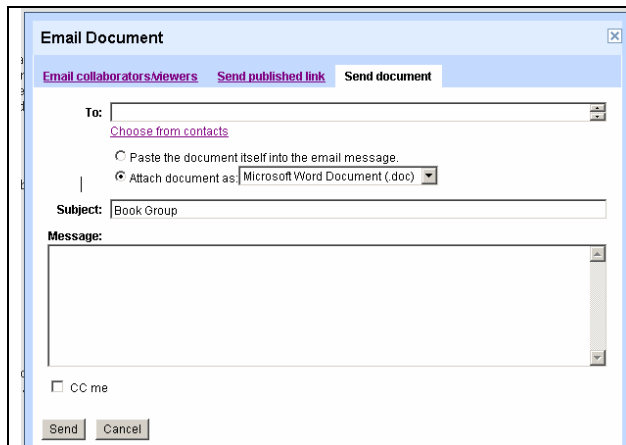 Email Document
Email collaborators/viewers Send published link Send document
To:
Choose from contacts
Paste the document itself into the email message.
Attach document as: Microsoft Word Document (.doc)
Subject: Book Group
Message:
CC me
Send Cancel